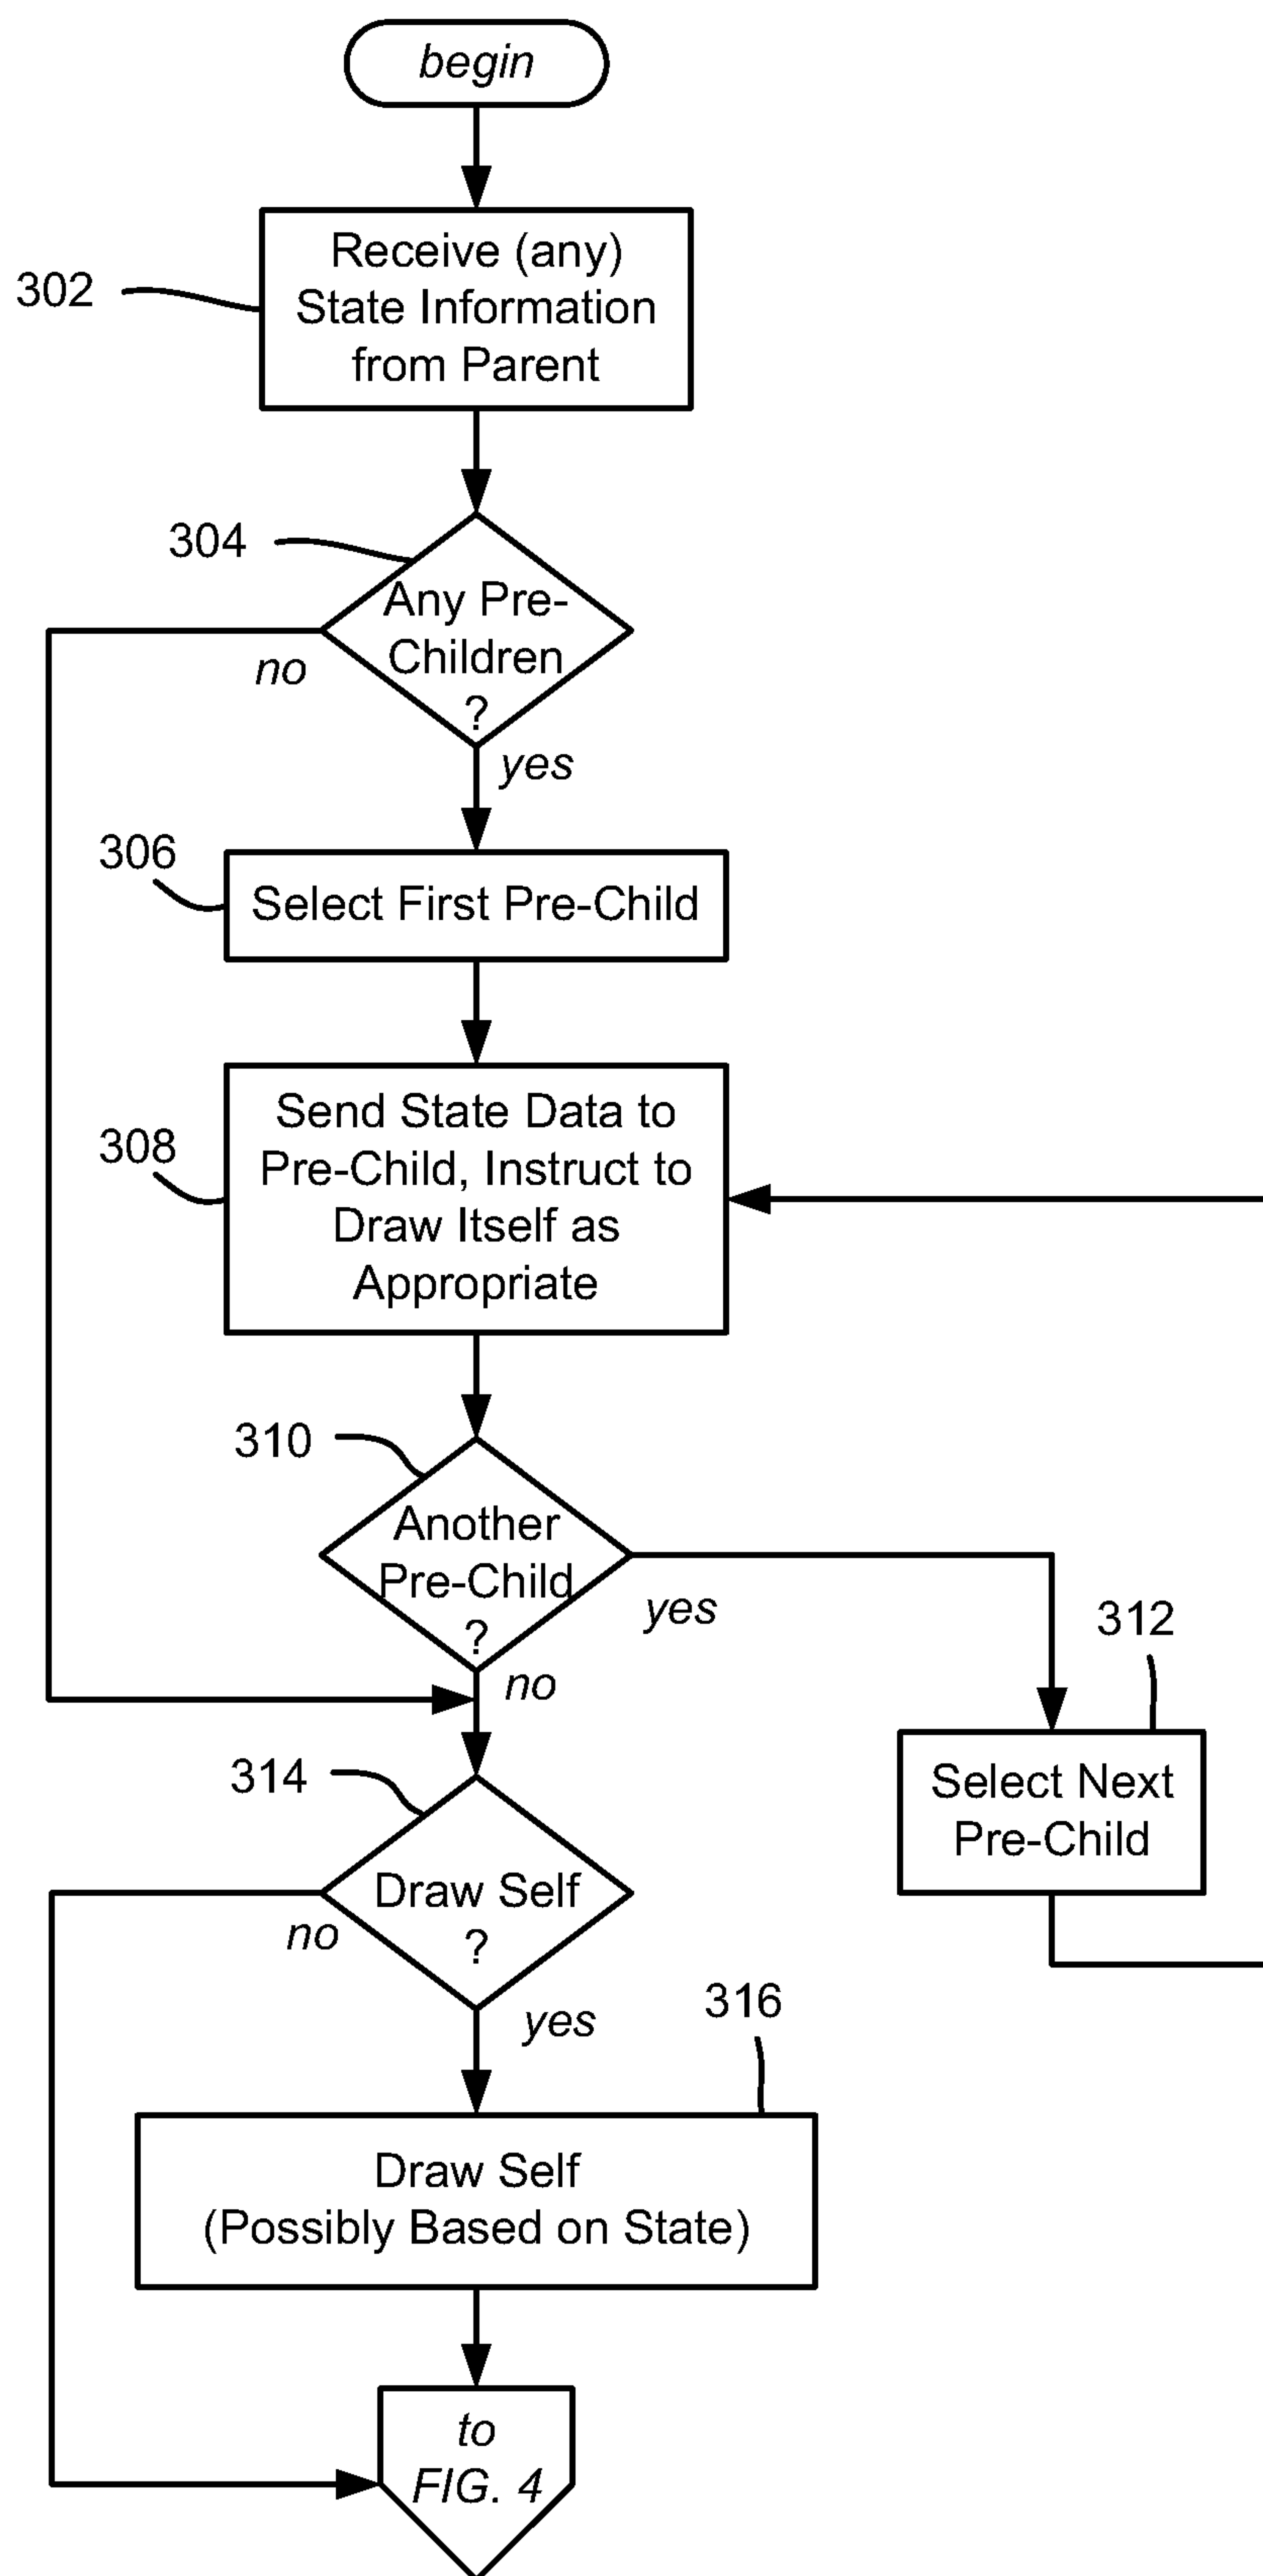 begin
302
Receive (any)
State Information
from Parent
304
Any Pre-
Children
?
no
yes
306
Select First Pre-Child
308
Send State Data to
Pre-Child, Instruct to
Draw Itself as
Appropriate
310
Another
Pre-Child
?
yes
no
312
Select Next
Pre-Child
314
Draw Self
?
no
yes
316
Draw Self
(Possibly Based on State)
to
FIG. 4